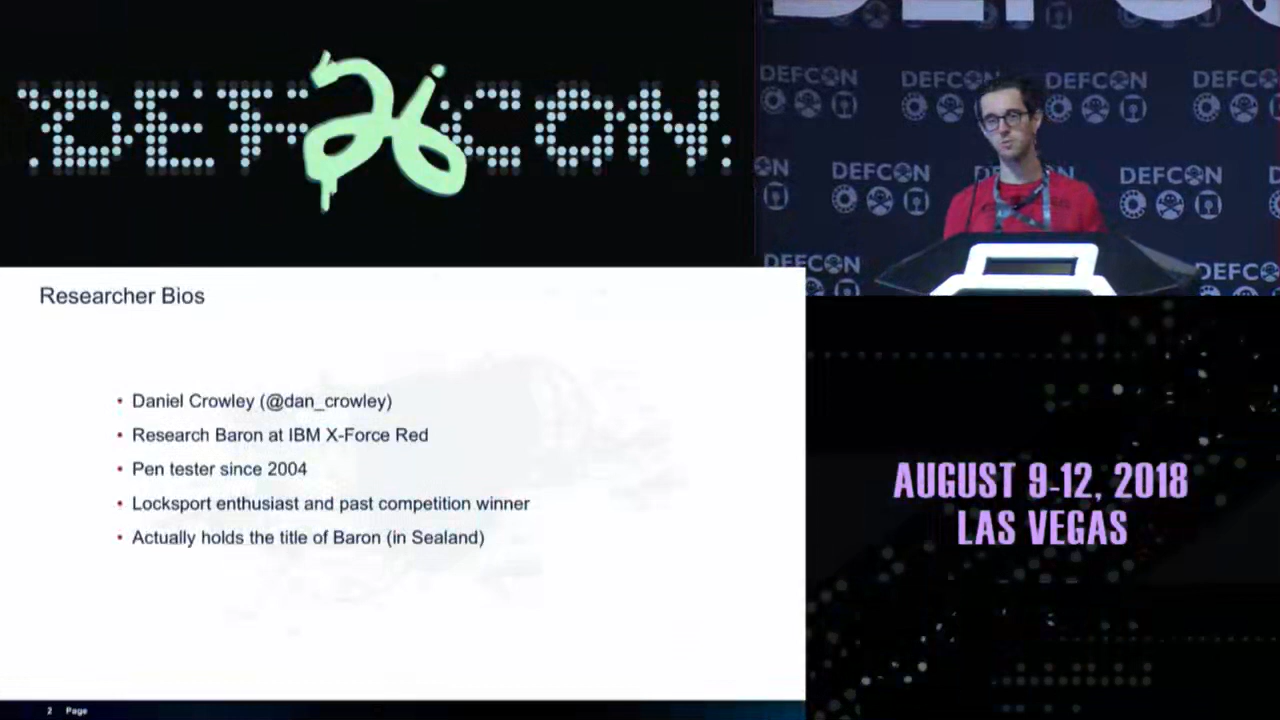 DEF CON 26
DEFCON
DEFCON
DEFCON
DEFCON
DEFCON
DEFCON
DEFCON
Researcher Bios
• Daniel Crowley (@dan_crowley)
• Research Baron at IBM X-Force Red
• Pen tester since 2004
• Locksport enthusiast and past competition winner
• Actually holds the title of Baron (in Sealand)
AUGUST 9-12, 2018
LAS VEGAS
2 Page